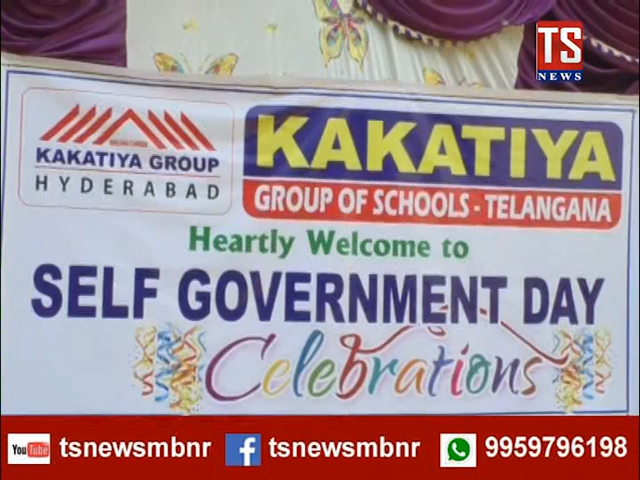 TS
NEWS
KAKATIYA GROUP
HYDERABAD
KAKATIYA
GROUP OF SCHOOLS - TELANGANA
Heartly Welcome to
SELF GOVERNMENT DAY
Celebrations
YouTube tsnewsmbnr f tsnewsmbnr 9959796198